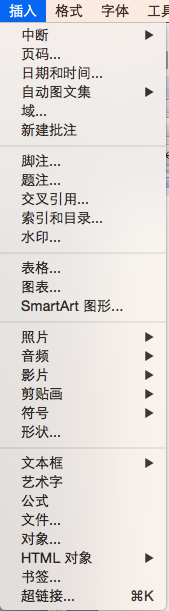 插入 格式 字体 工具
中断
页码...
日期和时间...
自动图文集
域...
新建批注
脚注...
题注...
交叉引用...
索引和目录...
水印...
表格...
图表...
SmartArt 图形...
照片
音频
影片
剪贴画
符号
形状...
文本框
艺术字
公式
文件...
对象...
HTML 对象
书签...
超链接... ⌘K